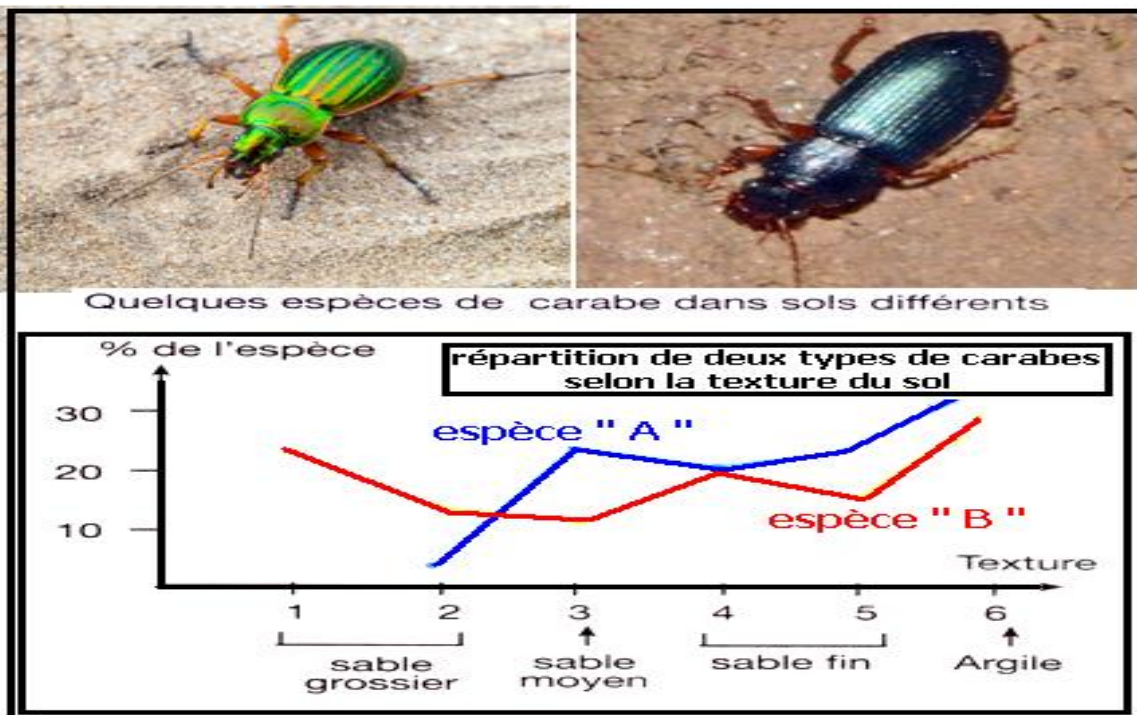 Quelques espèces de carabe dans sols différents
% de l'espèce
répartition de deux types de carabes
selon la texture du sol
30
espèce " A "
20
espèce " B "
10
Texture
1 2 3 4 5 6
sable grossier
sable moyen
sable fin
Argile